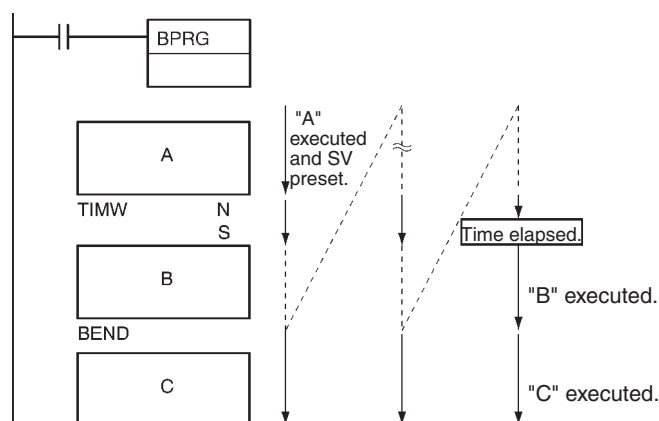 BPRG
"A"
executed
and SV
preset.
A
TIMW N
S
Time elapsed.
B
"B" executed.
BEND
C
"C" executed.